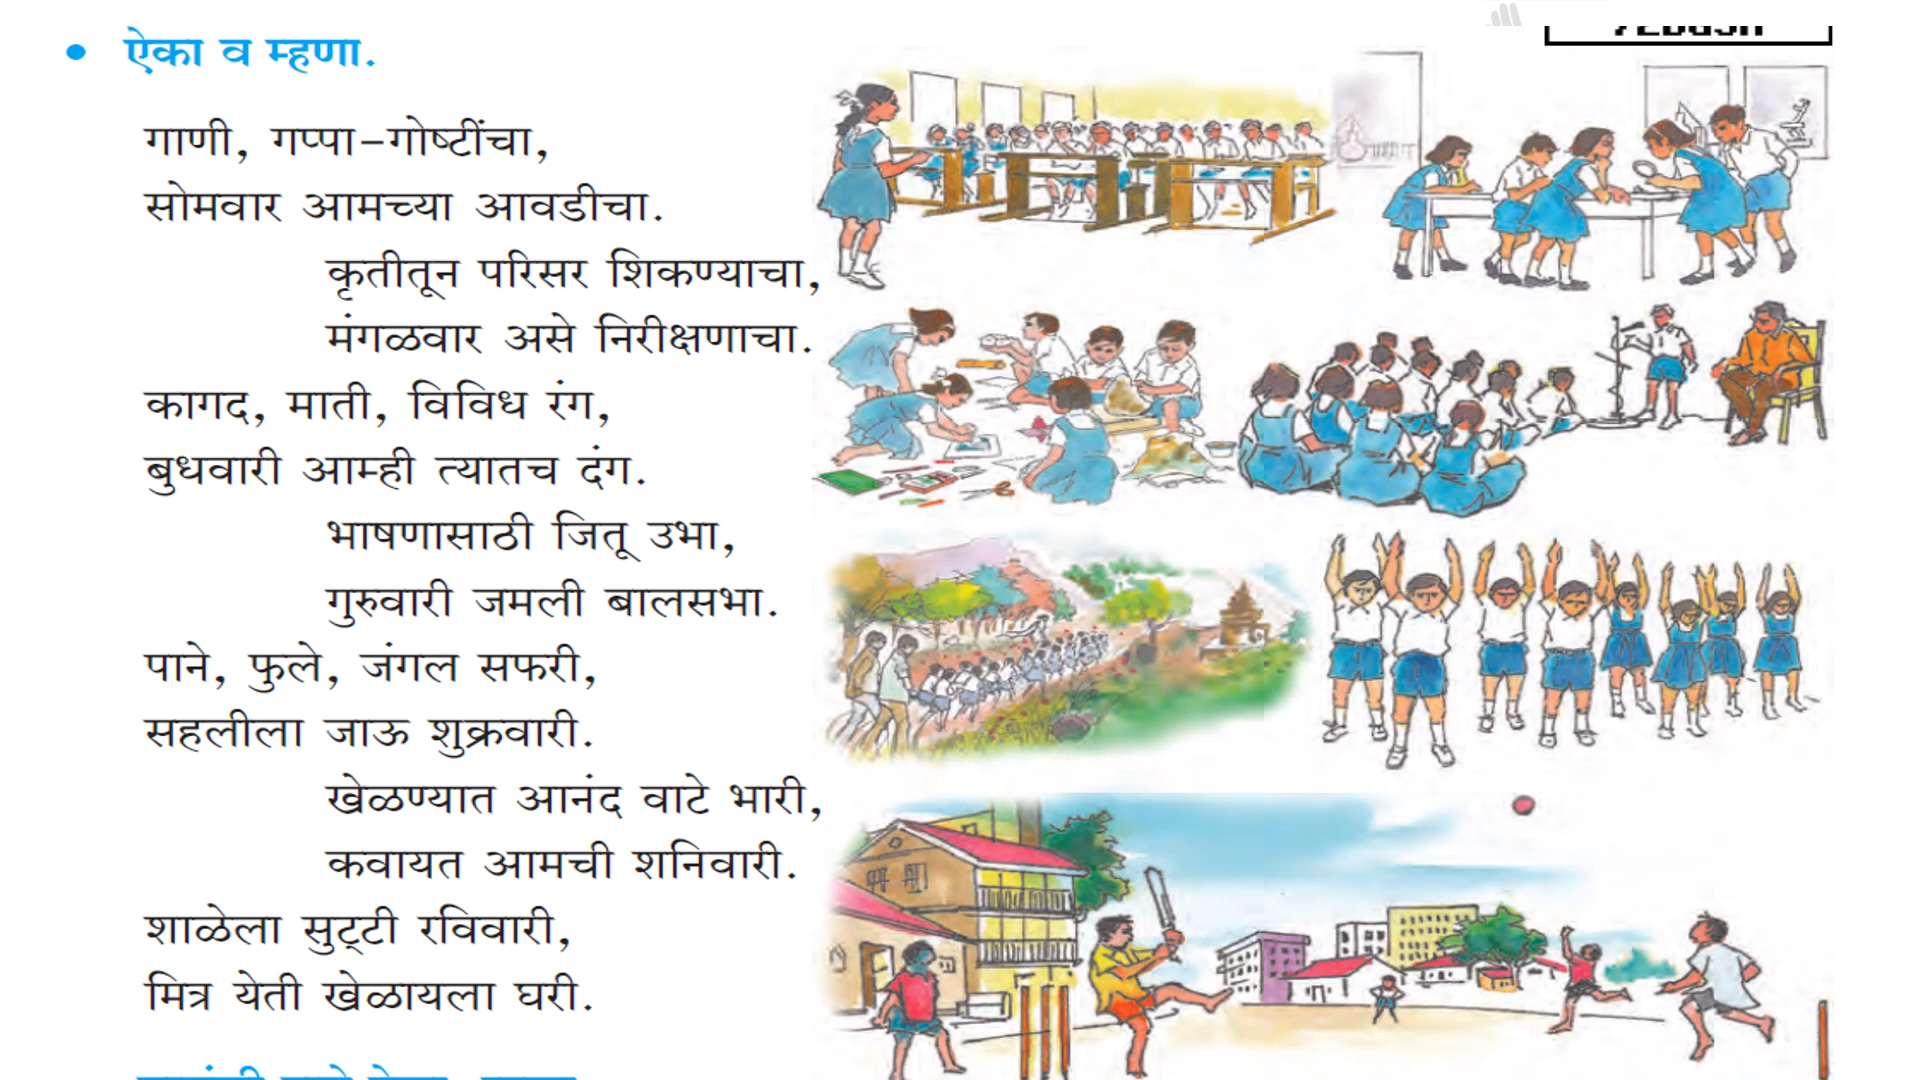 • ऐका व म्हणा.
गाणी, गप्पा-गोष्टींचा,
सोमवार आमच्या आवडीचा.
कृतीतून परिसर शिकण्याचा,
मंगळवार असे निरीक्षणाचा.
कागद, माती, विविध रंग,
बुधवारी आम्ही त्यातच दंग.
भाषणासाठी जितू उभा,
गुरुवारी जमली बालसभा.
पाने, फुले, जंगल सफरी,
सहलीला जाऊ शुक्रवारी.
खेळण्यात आनंद वाटे भारी,
कवायत आमची शनिवारी.
शाळेला सुट्टी रविवारी,
मित्र येती खेळायला घरी.